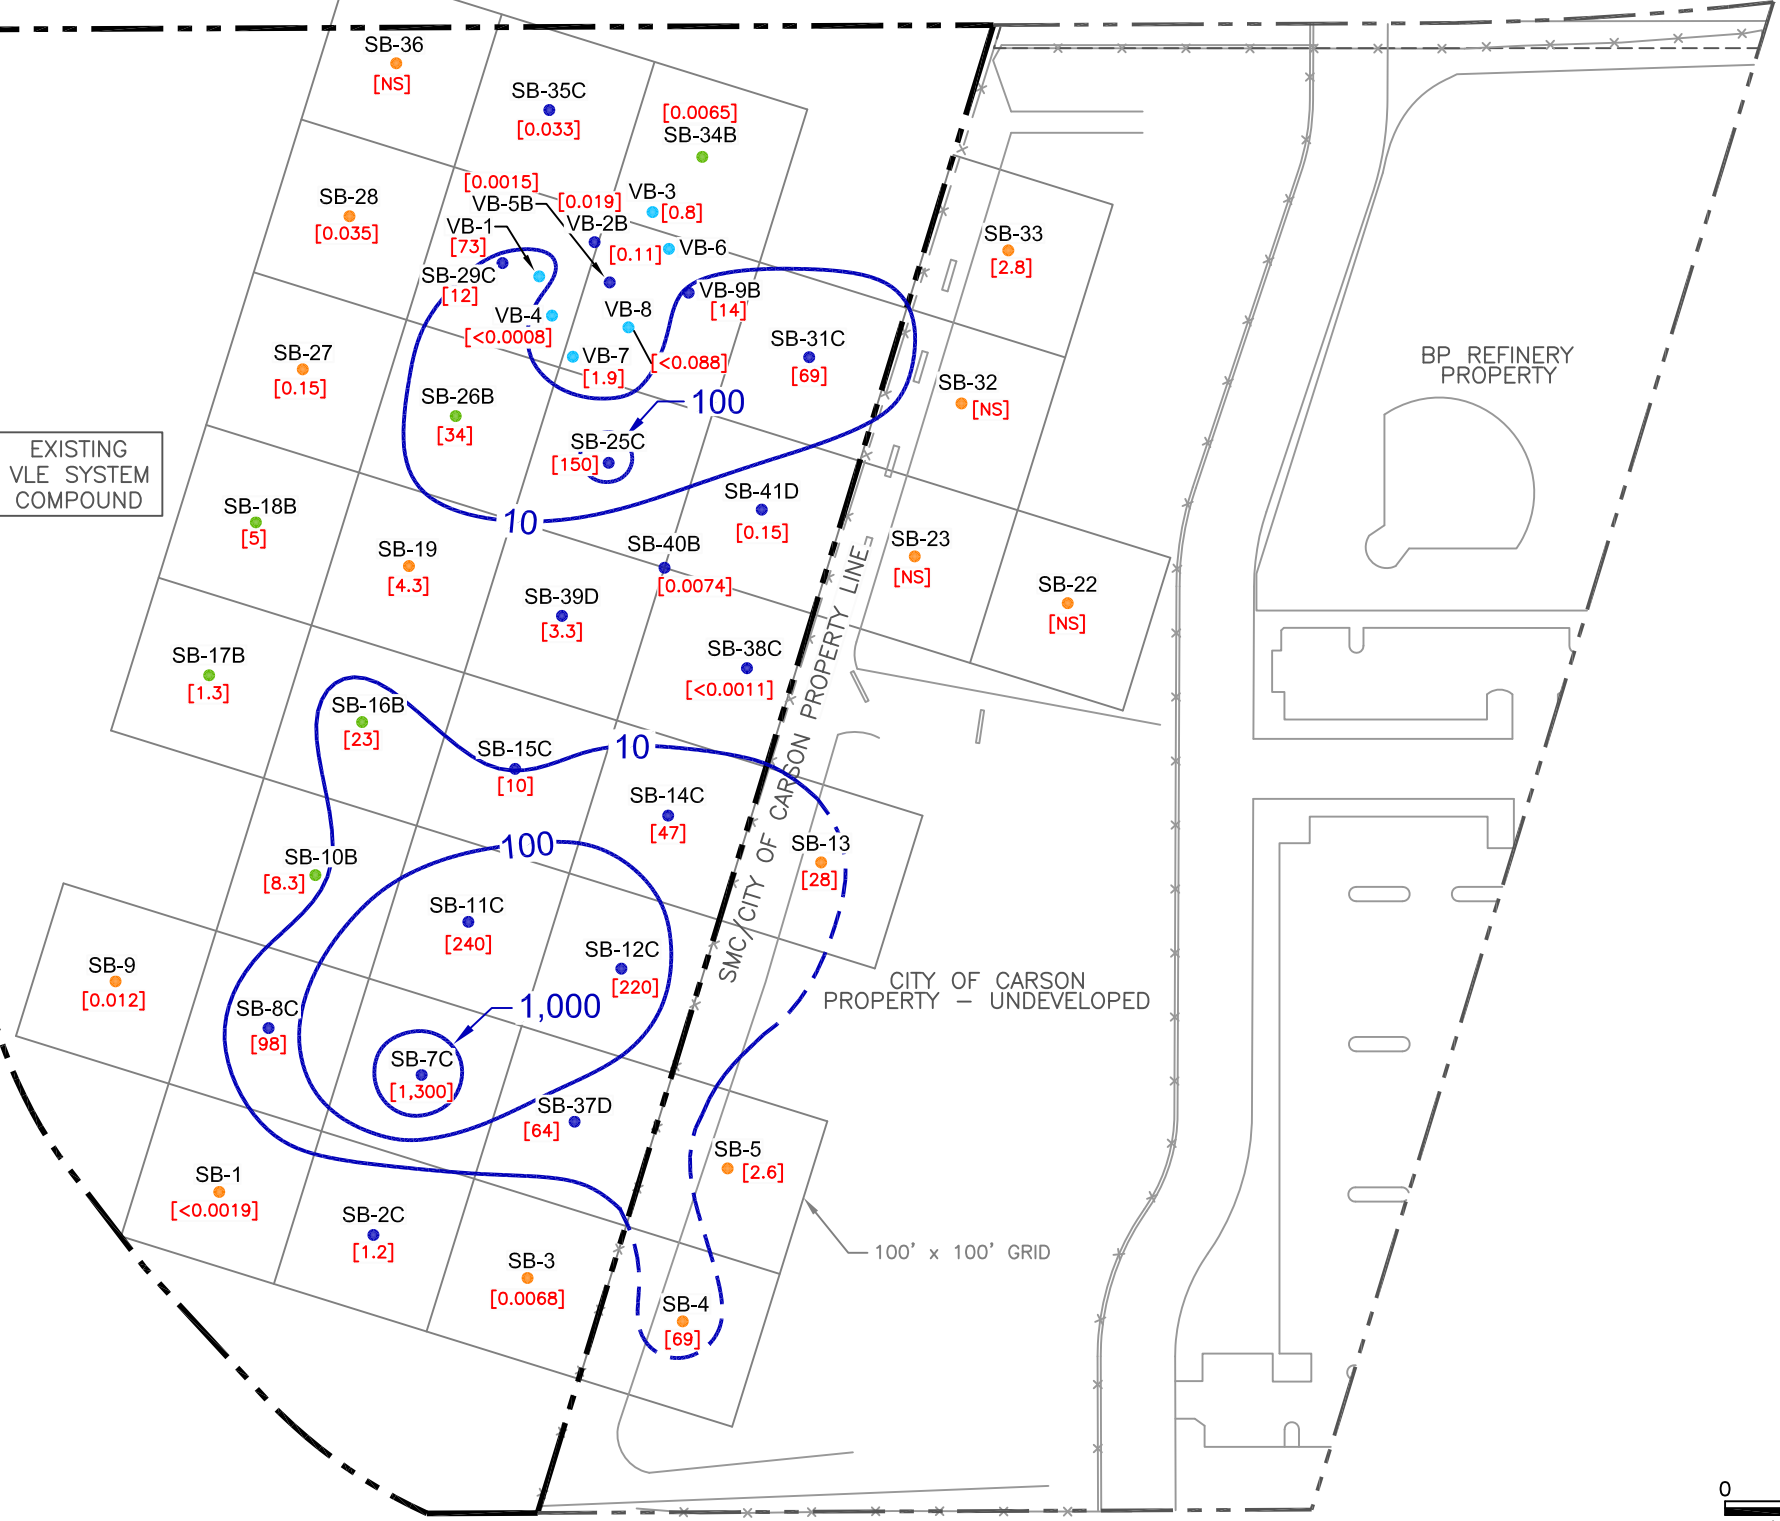 SB-36
[NS]
SB-35C
[0.033]
[0.0065]
SB-34B
SB-28
[0.035]
[0.0015]
VB-5B
[0.019]
VB-2B
VB-3
[0.8]
VB-1
[73]
[0.11]
VB-6
SB-29C
[12]
VB-4
[<0.0008]
VB-8
[<0.088]
VB-9B
[14]
VB-7
[1.9]
SB-31C
[69]
SB-33
[2.8]
SB-32
[NS]
SB-27
[0.15]
SB-26B
[34]
100
SB-25C
[150]
10
BP REFINERY
PROPERTY
EXISTING
VLE SYSTEM
COMPOUND
SB-18B
[5]
SB-19
[4.3]
SB-41D
[0.15]
SB-40B
[0.0074]
SB-39D
[3.3]
SB-23
[NS]
SB-22
[NS]
SB-17B
[1.3]
SB-38C
[<0.0011]
SMC/CITY OF CARSON PROPERTY LINE
SB-16B
[23]
SB-15C
[10]
10
SB-14C
[47]
SB-13
[28]
SB-10B
[8.3]
100
SB-11C
[240]
SB-12C
[220]
SB-9
[0.012]
SB-8C
[98]
1,000
SB-7C
[1,300]
CITY OF CARSON
PROPERTY – UNDEVELOPED
SB-37D
[64]
SB-5
[2.6]
SB-1
[<0.0019]
SB-2C
[1.2]
SB-3
[0.0068]
SB-4
[69]
100' x 100' GRID
0